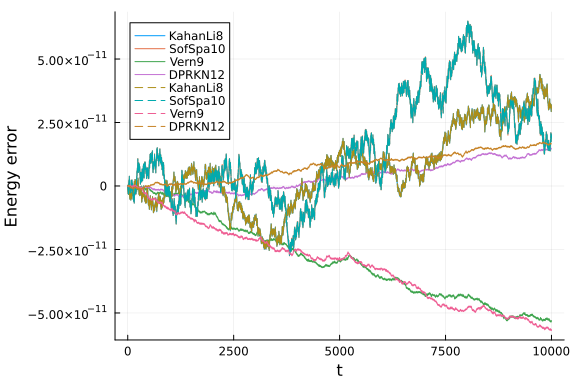 KahanLi8
SofSpa10
Vern9
DPRKN12
KahanLi8
SofSpa10
Vern9
DPRKN12
5.00×10⁻¹¹
2.50×10⁻¹¹
0
−2.50×10⁻¹¹
−5.00×10⁻¹¹
Energy error
0 2500 5000 7500 10000
t